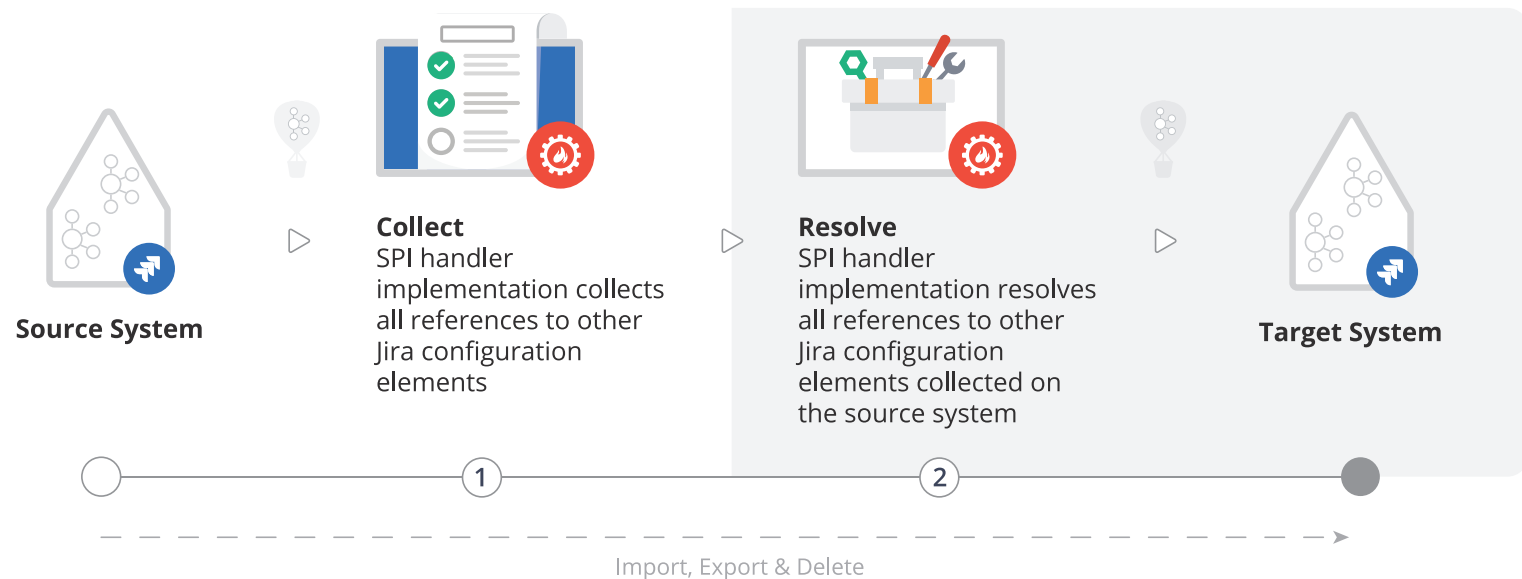 Source System
Collect
SPI handler
implementation collects
all references to other
Jira configuration
elements
Resolve
SPI handler
implementation resolves
all references to other
Jira configuration
elements collected on
the source system
Target System
1
2
Import, Export & Delete